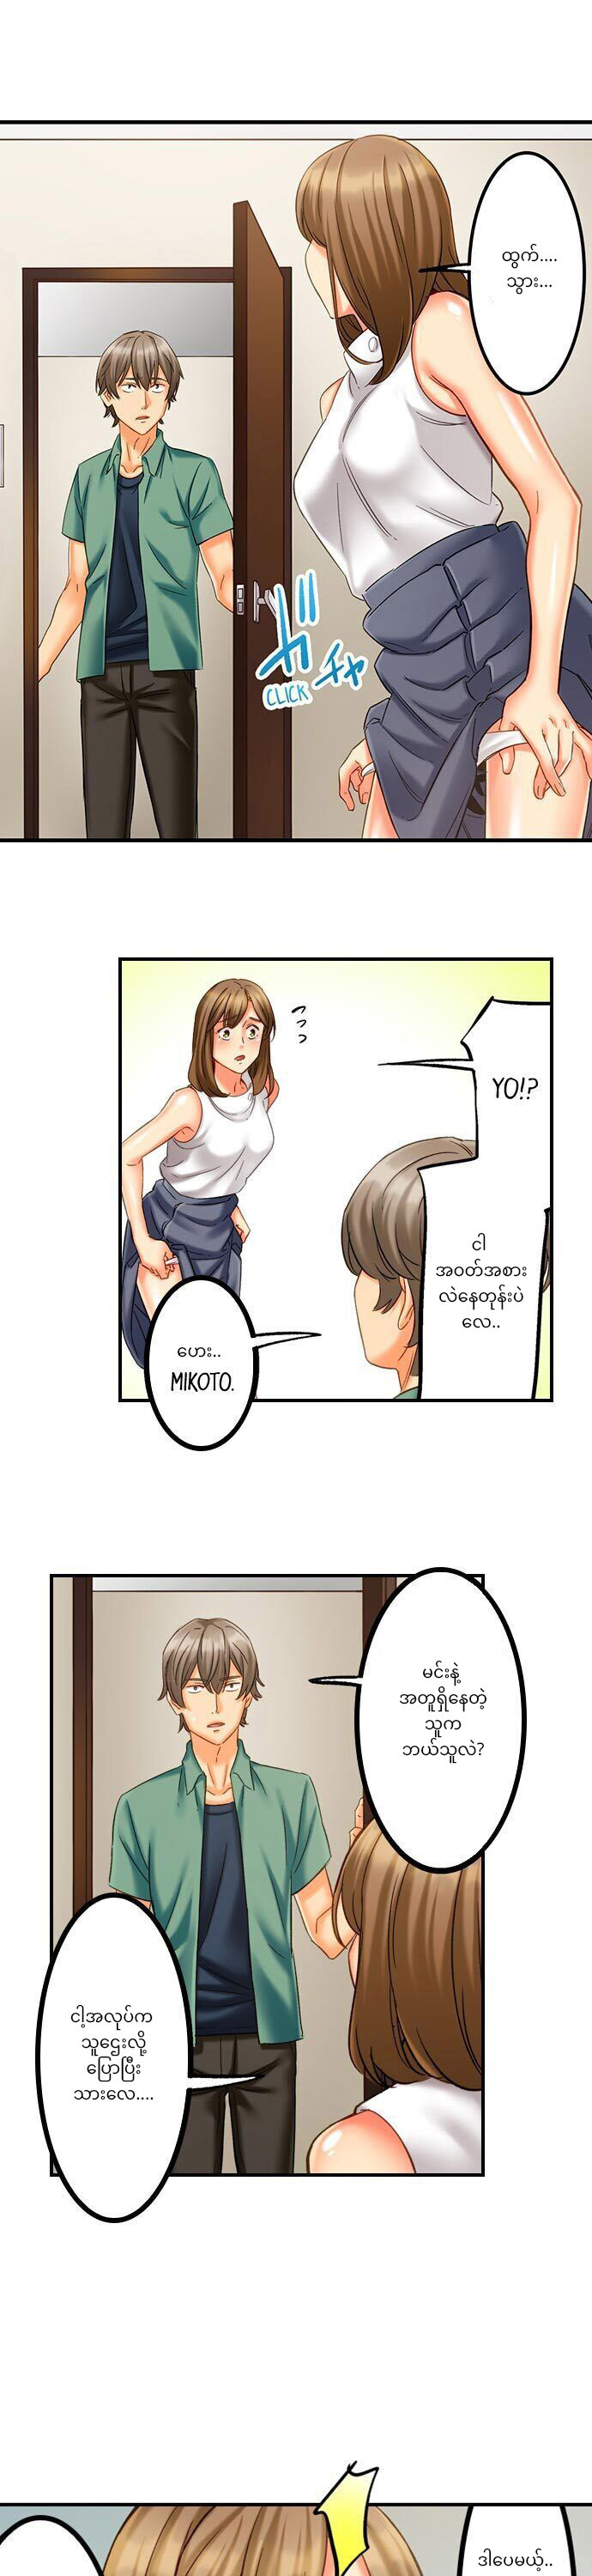 ထွက်....
သွား...
ガチャ
CLICK
YO!?
ငါ
အဝတ်အစား
လဲနေတုန်းပဲ
လေ..
ဟေး..
MIKOTO.
မင်းနဲ့
အတူရှိနေတဲ့
သူက
ဘယ်သူလဲ?
ငါ့အလုပ်က
သူဌေးလို့
ပြောပြီး
သားလေ....
ဒါပေမယ့်..